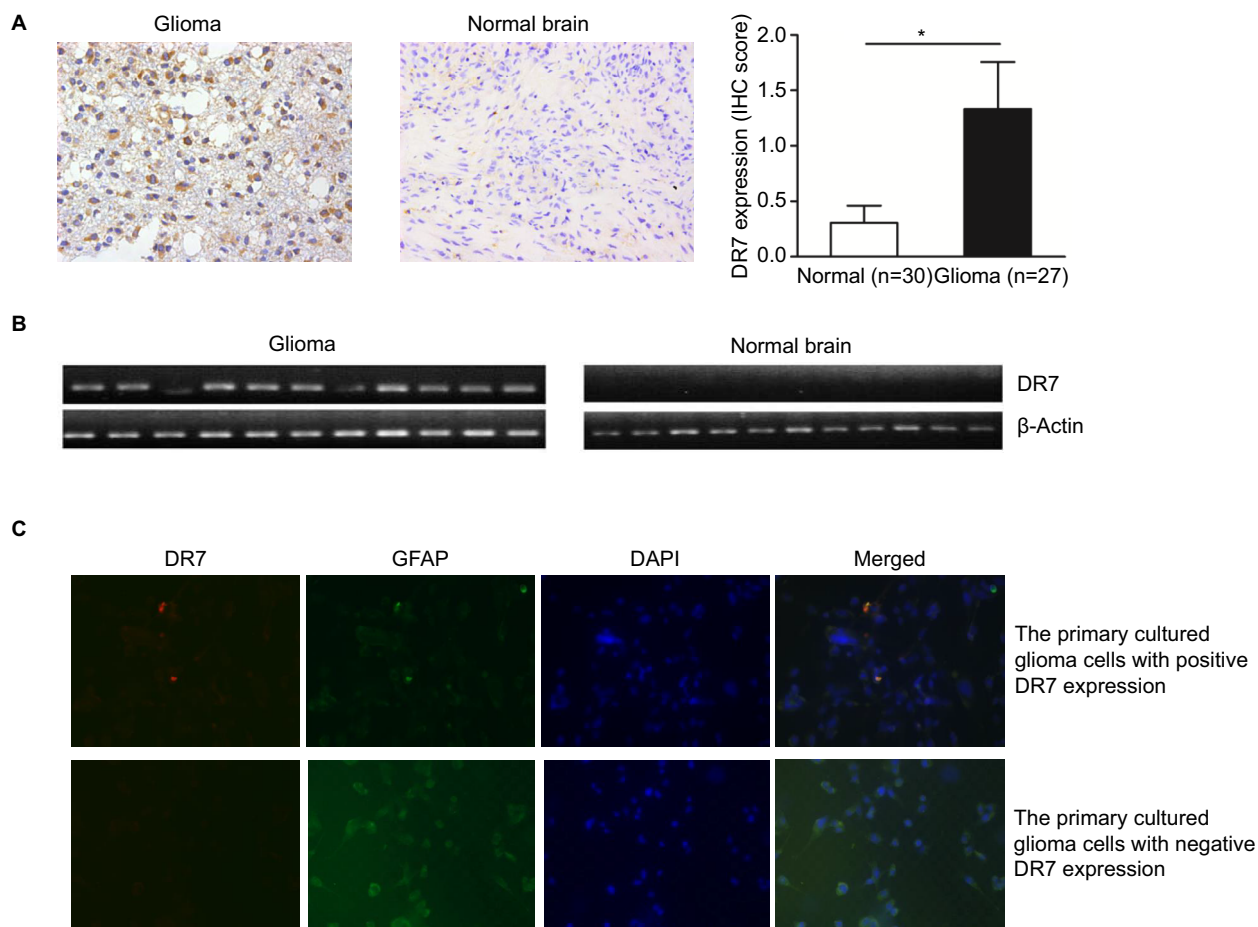 A
Glioma
Normal brain
DR7 expression (IHC score)
2.0
1.5
1.0
0.5
0.0
*
Normal (n=30)
Glioma (n=27)
B
Glioma
Normal brain
DR7
β-Actin
C
DR7
GFAP
DAPI
Merged
The primary cultured
glioma cells with positive
DR7 expression
The primary cultured
glioma cells with negative
DR7 expression